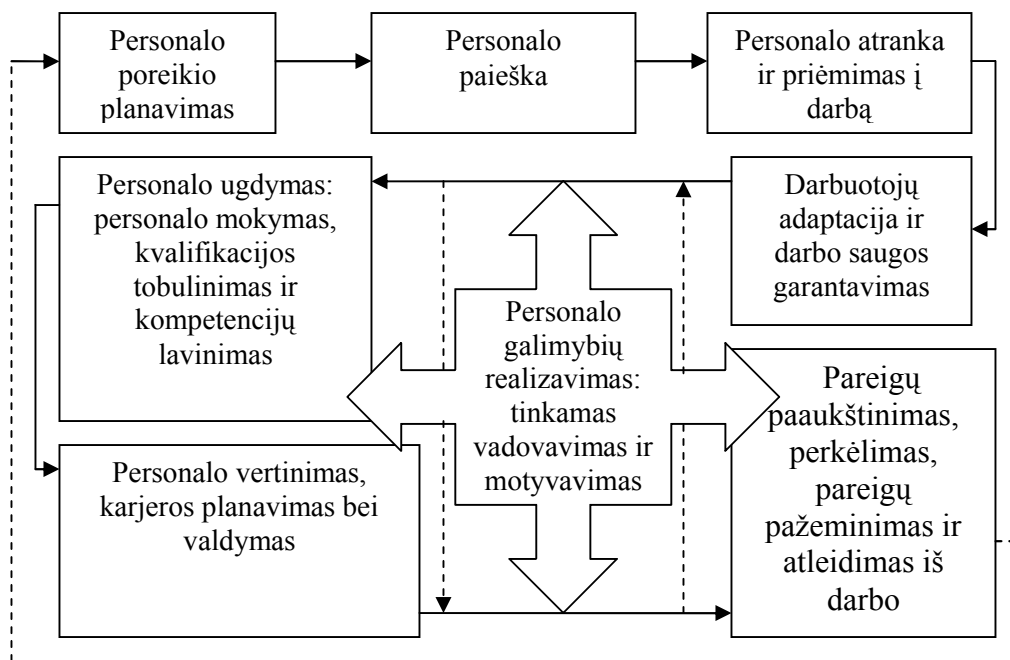 Personalo
poreikio
planavimas
Personalo
paieška
Personalo atranka
ir priėmimas į
darbą
Personalo ugdymas:
personalo mokymas,
kvalifikacijos
tobulinimas ir
kompetencijų
lavinimas
Darbuotojų
adaptacija ir
darbo saugos
garantavimas
Personalo
galimybių
realizavimas:
tinkamas
vadovavimas ir
motyvavimas
Pareigų
paaukštinimas,
perkėlimas,
pareigų
pažeminimas ir
atleidimas iš
darbo
Personalo vertinimas,
karjeros planavimas bei
valdymas